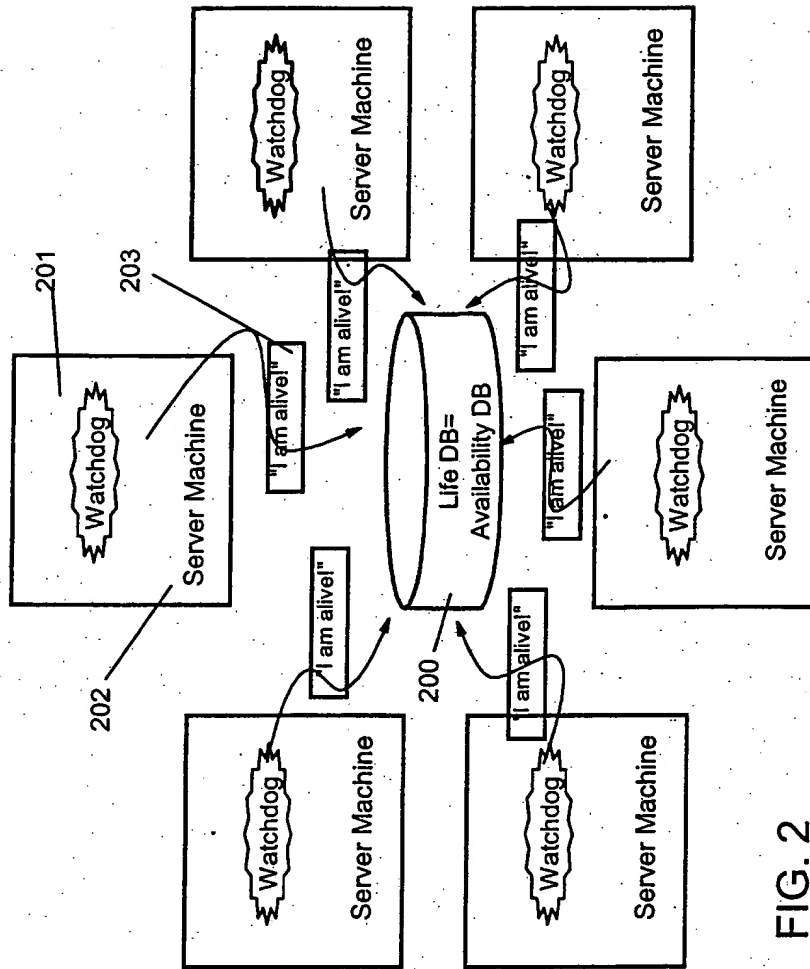 201
Watchdog
202
203
Server Machine
Watchdog
Server Machine
Watchdog
Server Machine
"I am alive!"
"I am alive!"
"I am alive!"
Life DB=
Availability DB
200
"I am alive!"
"I am alive!"
"I am alive!"
Watchdog
Server Machine
Watchdog
Server Machine
Watchdog
Server Machine
FIG. 2